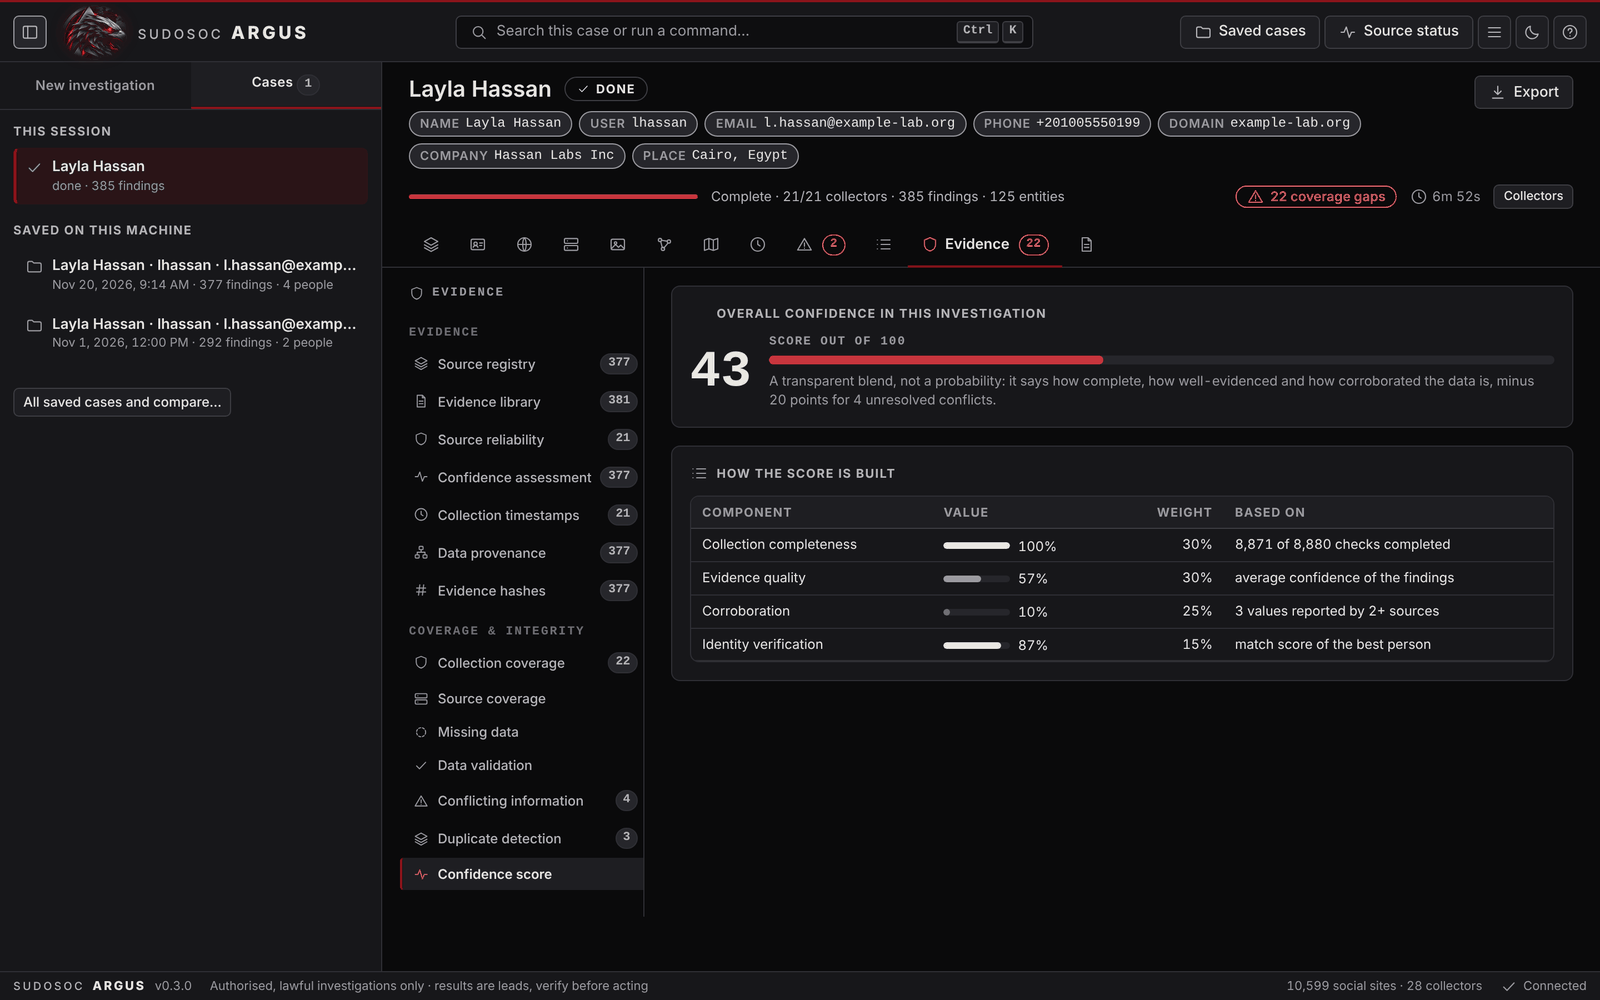 SUDOSOC ARGUS
Search this case or run a command...
Ctrl K
Saved cases
Source status
New investigation
Cases 1
THIS SESSION
Layla Hassan
done · 385 findings
SAVED ON THIS MACHINE
Layla Hassan · lhassan · l.hassan@examp...
Nov 20, 2026, 9:14 AM · 377 findings · 4 people
Layla Hassan · lhassan · l.hassan@examp...
Nov 1, 2026, 12:00 PM · 292 findings · 2 people
All saved cases and compare...
Layla Hassan
DONE
Export
NAME Layla Hassan
USER lhassan
EMAIL l.hassan@example-lab.org
PHONE +201005550199
DOMAIN example-lab.org
COMPANY Hassan Labs Inc
PLACE Cairo, Egypt
Complete · 21/21 collectors · 385 findings · 125 entities
22 coverage gaps
6m 52s
Collectors
2
Evidence 22
EVIDENCE
EVIDENCE
Source registry 377
Evidence library 381
Source reliability 21
Confidence assessment 377
Collection timestamps 21
Data provenance 377
Evidence hashes 377
COVERAGE & INTEGRITY
Collection coverage 22
Source coverage
Missing data
Data validation
Conflicting information 4
Duplicate detection 3
Confidence score
OVERALL CONFIDENCE IN THIS INVESTIGATION
43
SCORE OUT OF 100
A transparent blend, not a probability: it says how complete, how well-evidenced and how corroborated the data is, minus
20 points for 4 unresolved conflicts.
HOW THE SCORE IS BUILT
COMPONENT VALUE WEIGHT BASED ON
Collection completeness 100% 30% 8,871 of 8,880 checks completed
Evidence quality 57% 30% average confidence of the findings
Corroboration 10% 25% 3 values reported by 2+ sources
Identity verification 87% 15% match score of the best person
SUDOSOC ARGUS v0.3.0 Authorised, lawful investigations only · results are leads, verify before acting
10,599 social sites · 28 collectors
Connected